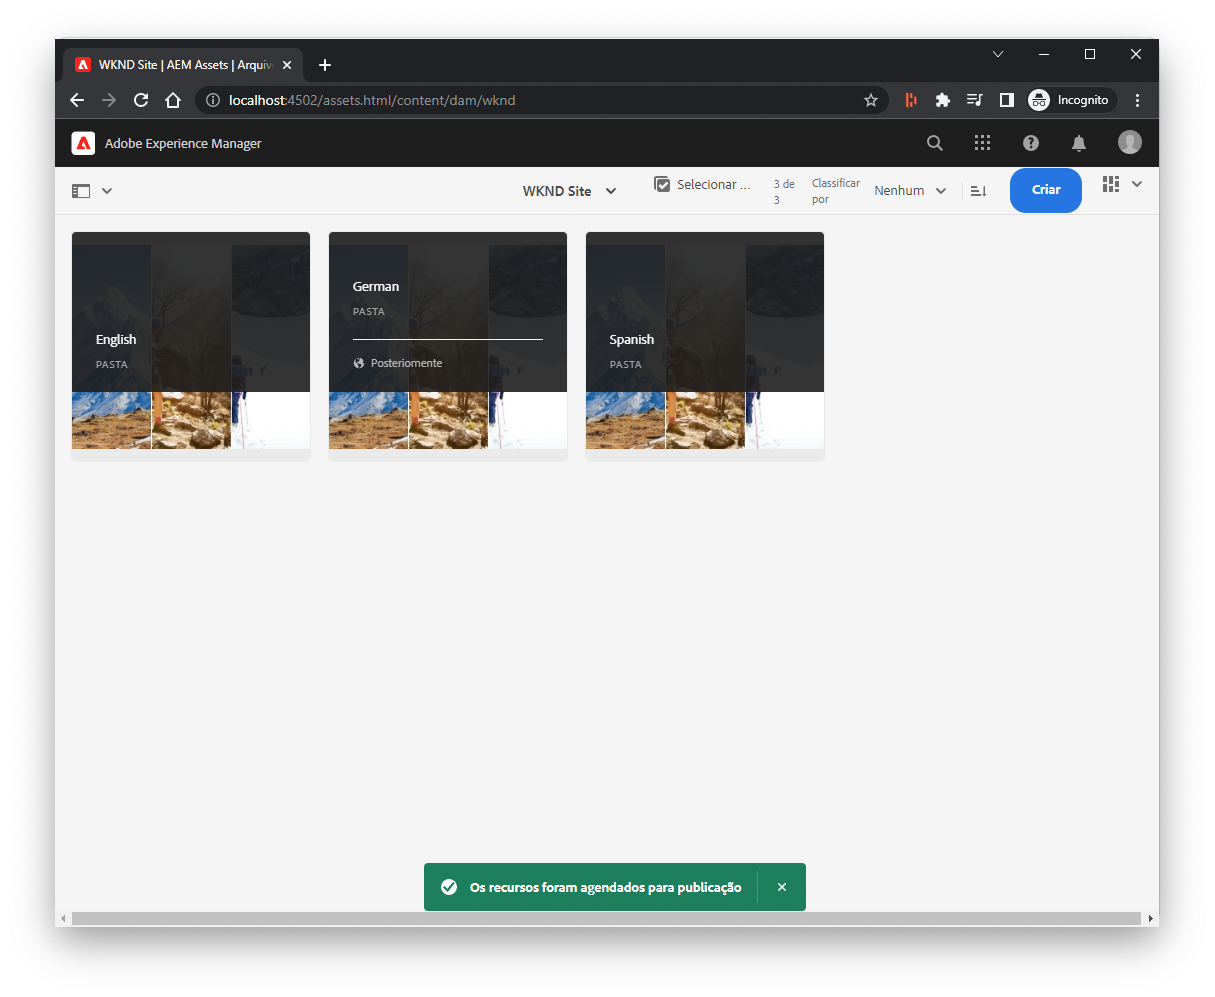 WKND Site | AEM Assets | Arquiv
localhost:4502/assets.html/content/dam/wknd
Incognito
Adobe Experience Manager
WKND Site
Selecionar ...
3 de
3
Classificar
por
Nenhum
Criar
English
PASTA
German
PASTA
Posteriomente
Spanish
PASTA
Os recursos foram agendados para publicação